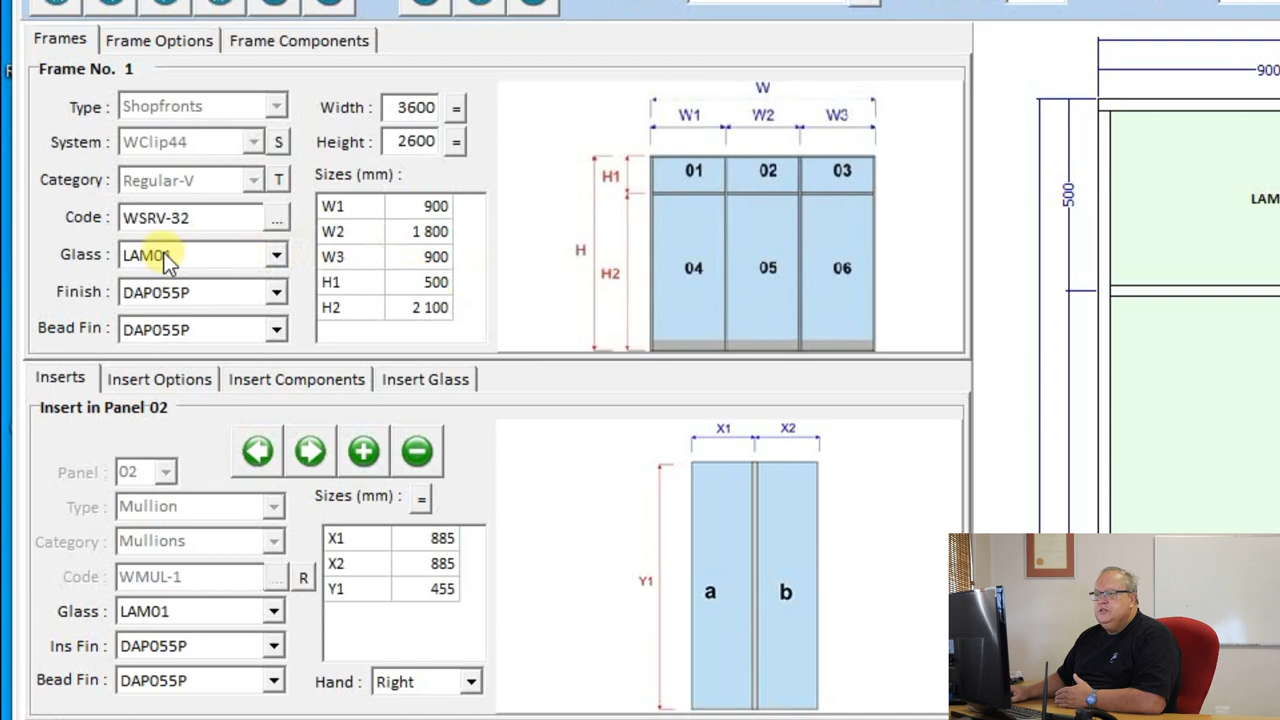 Frames Frame Options Frame Components
Frame No. 1
Type : Shopfronts
System : WClip44 S
Category : Regular-V T
Code : WSRV-32 ...
Glass : LAM01
Finish : DAP055P
Bead Fin : DAP055P
Width : 3600 =
Height : 2600 =
Sizes (mm) :
W1 900
W2 1 800
W3 900
H1 500
H2 2 100
W
W1 W2 W3
H1 01 02 03
H
H2 04 05 06
900
500
LAM
Inserts Insert Options Insert Components Insert Glass
Insert in Panel 02
Panel : 02
Type : Mullion
Category : Mullions
Code : WMUL-1 ... R
Glass : LAM01
Ins Fin : DAP055P
Bead Fin : DAP055P
Sizes (mm) : =
X1 885
X2 885
Y1 455
Hand : Right
X1 X2
Y1
a b